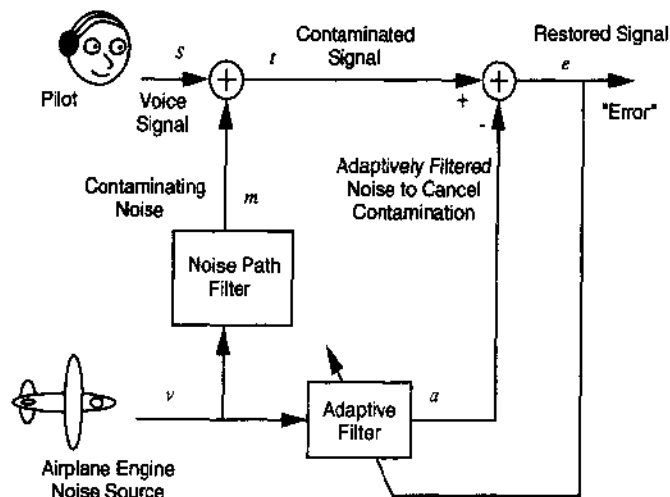 Contaminated
Signal
Restored Signal
s
t
e
+
+
Pilot
Voice
Signal
+
-
"Error"
Contaminating
Noise
m
Adaptively Filtered
Noise to Cancel
Contamination
Noise Path
Filter
v
a
Adaptive
Filter
Airplane Engine
Noise Source